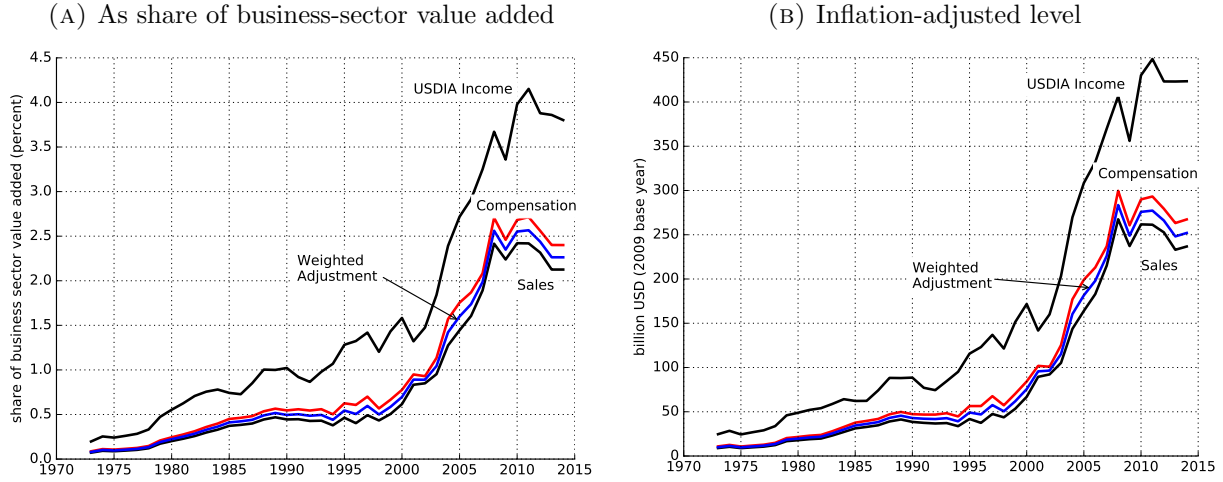 (A) As share of business-sector value added
4.5
4.0
3.5
3.0
2.5
2.0
1.5
1.0
0.5
0.0
share of business sector value added (percent)
USDIA Income
Compensation
Weighted
Adjustment
Sales
1970 1975 1980 1985 1990 1995 2000 2005 2010 2015
(B) Inflation-adjusted level
450
400
350
300
250
200
150
100
50
0
billion USD (2009 base year)
USDIA Income
Compensation
Weighted
Adjustment
Sales
1970 1975 1980 1985 1990 1995 2000 2005 2010 2015